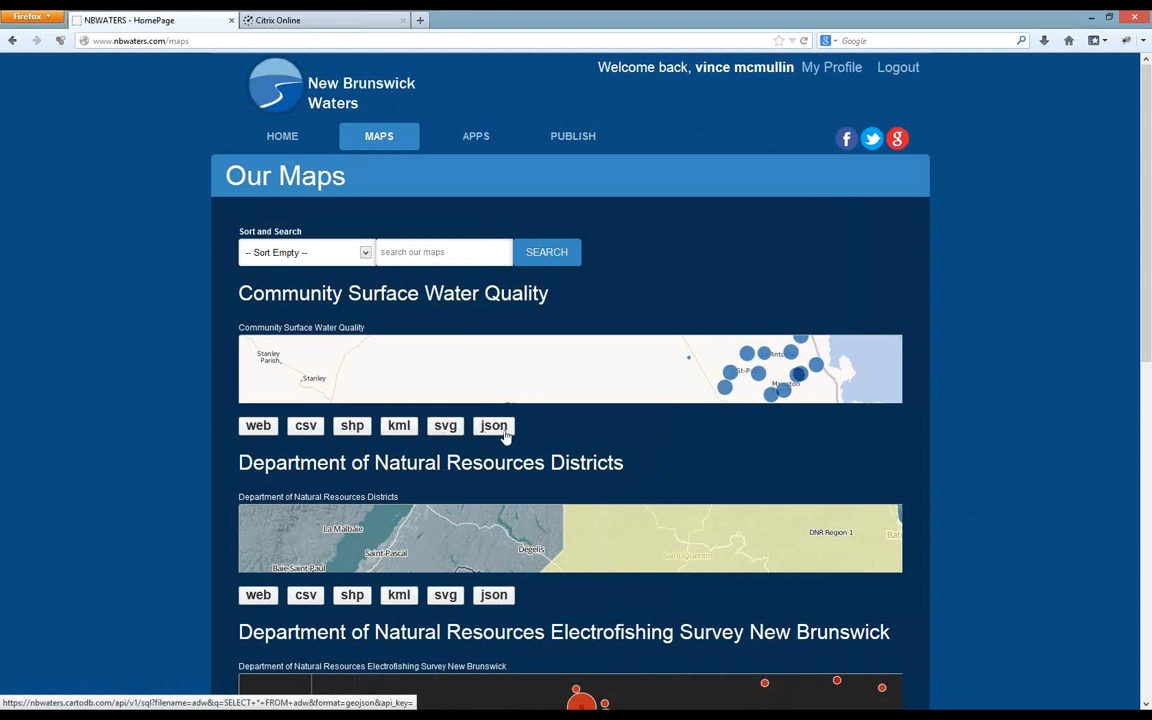 Firefox
NBWATERS - HomePage
Citrix Online
www.nbwaters.com/maps
Google
Welcome back, vince mcmullin My Profile Logout
New Brunswick
Waters
HOME MAPS APPS PUBLISH
Our Maps
Sort and Search
-- Sort Empty -- search our maps SEARCH
Community Surface Water Quality
Community Surface Water Quality
Stanley
Parish
Stanley
web csv shp kml svg json
Department of Natural Resources Districts
Department of Natural Resources Districts
La Malbaie
Saint-Pascal
Dégelis
Baie-Saint-Paul
Saint-Quentin
DNR Region 1
web csv shp kml svg json
Department of Natural Resources Electrofishing Survey New Brunswick
Department of Natural Resources Electrofishing Survey New Brunswick
https://nbwaters.cartodb.com/api/v1/sql?filename=adw&q=SELECT+*+FROM+adw&format=geojson&api_key=